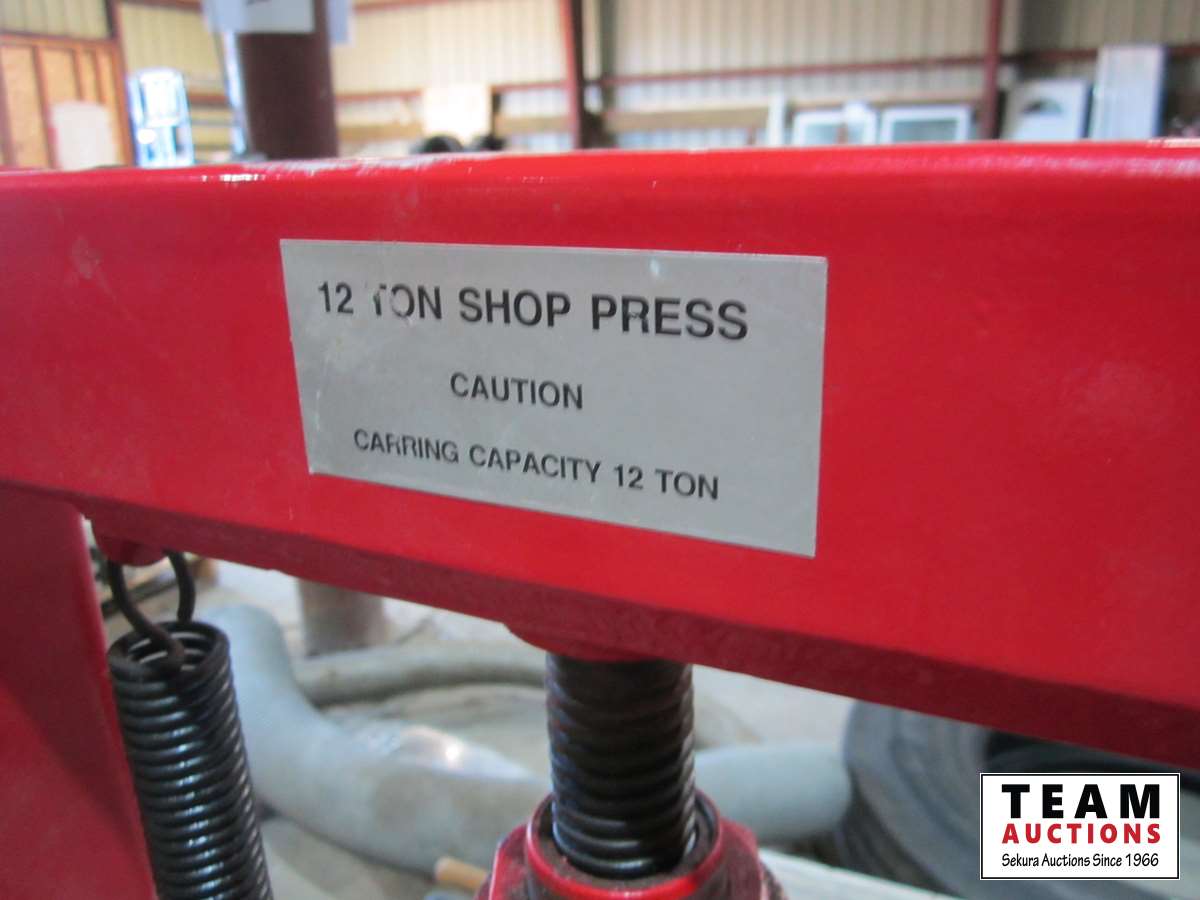 12 TON SHOP PRESS
CAUTION
CARRING CAPACITY 12 TON
TEAM
AUCTIONS
Sekura Auctions Since 1966